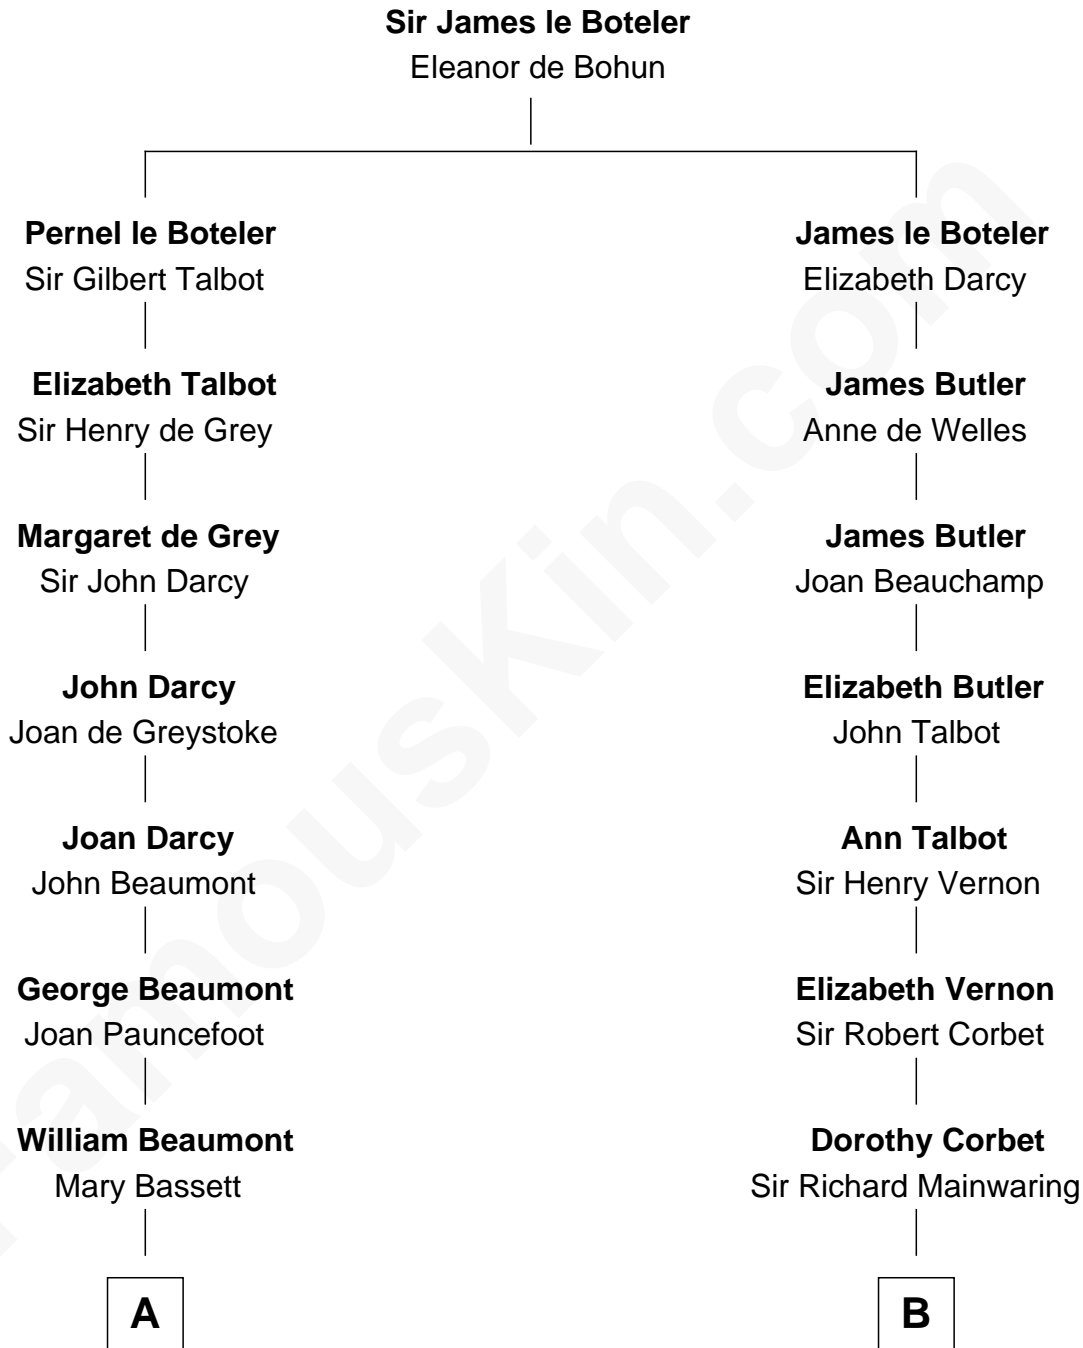 Sir James le Boteler
Eleanor de Bohun
Pernel le Boteler
Sir Gilbert Talbot
James le Boteler
Elizabeth Darcy
Elizabeth Talbot
Sir Henry de Grey
James Butler
Anne de Welles
Margaret de Grey
Sir John Darcy
James Butler
Joan Beauchamp
John Darcy
Joan de Greystoke
Elizabeth Butler
John Talbot
Joan Darcy
John Beaumont
Ann Talbot
Sir Henry Vernon
George Beaumont
Joan Pauncefoot
Elizabeth Vernon
Sir Robert Corbet
William Beaumont
Mary Bassett
Dorothy Corbet
Sir Richard Mainwaring
A
B
FamousKin.com